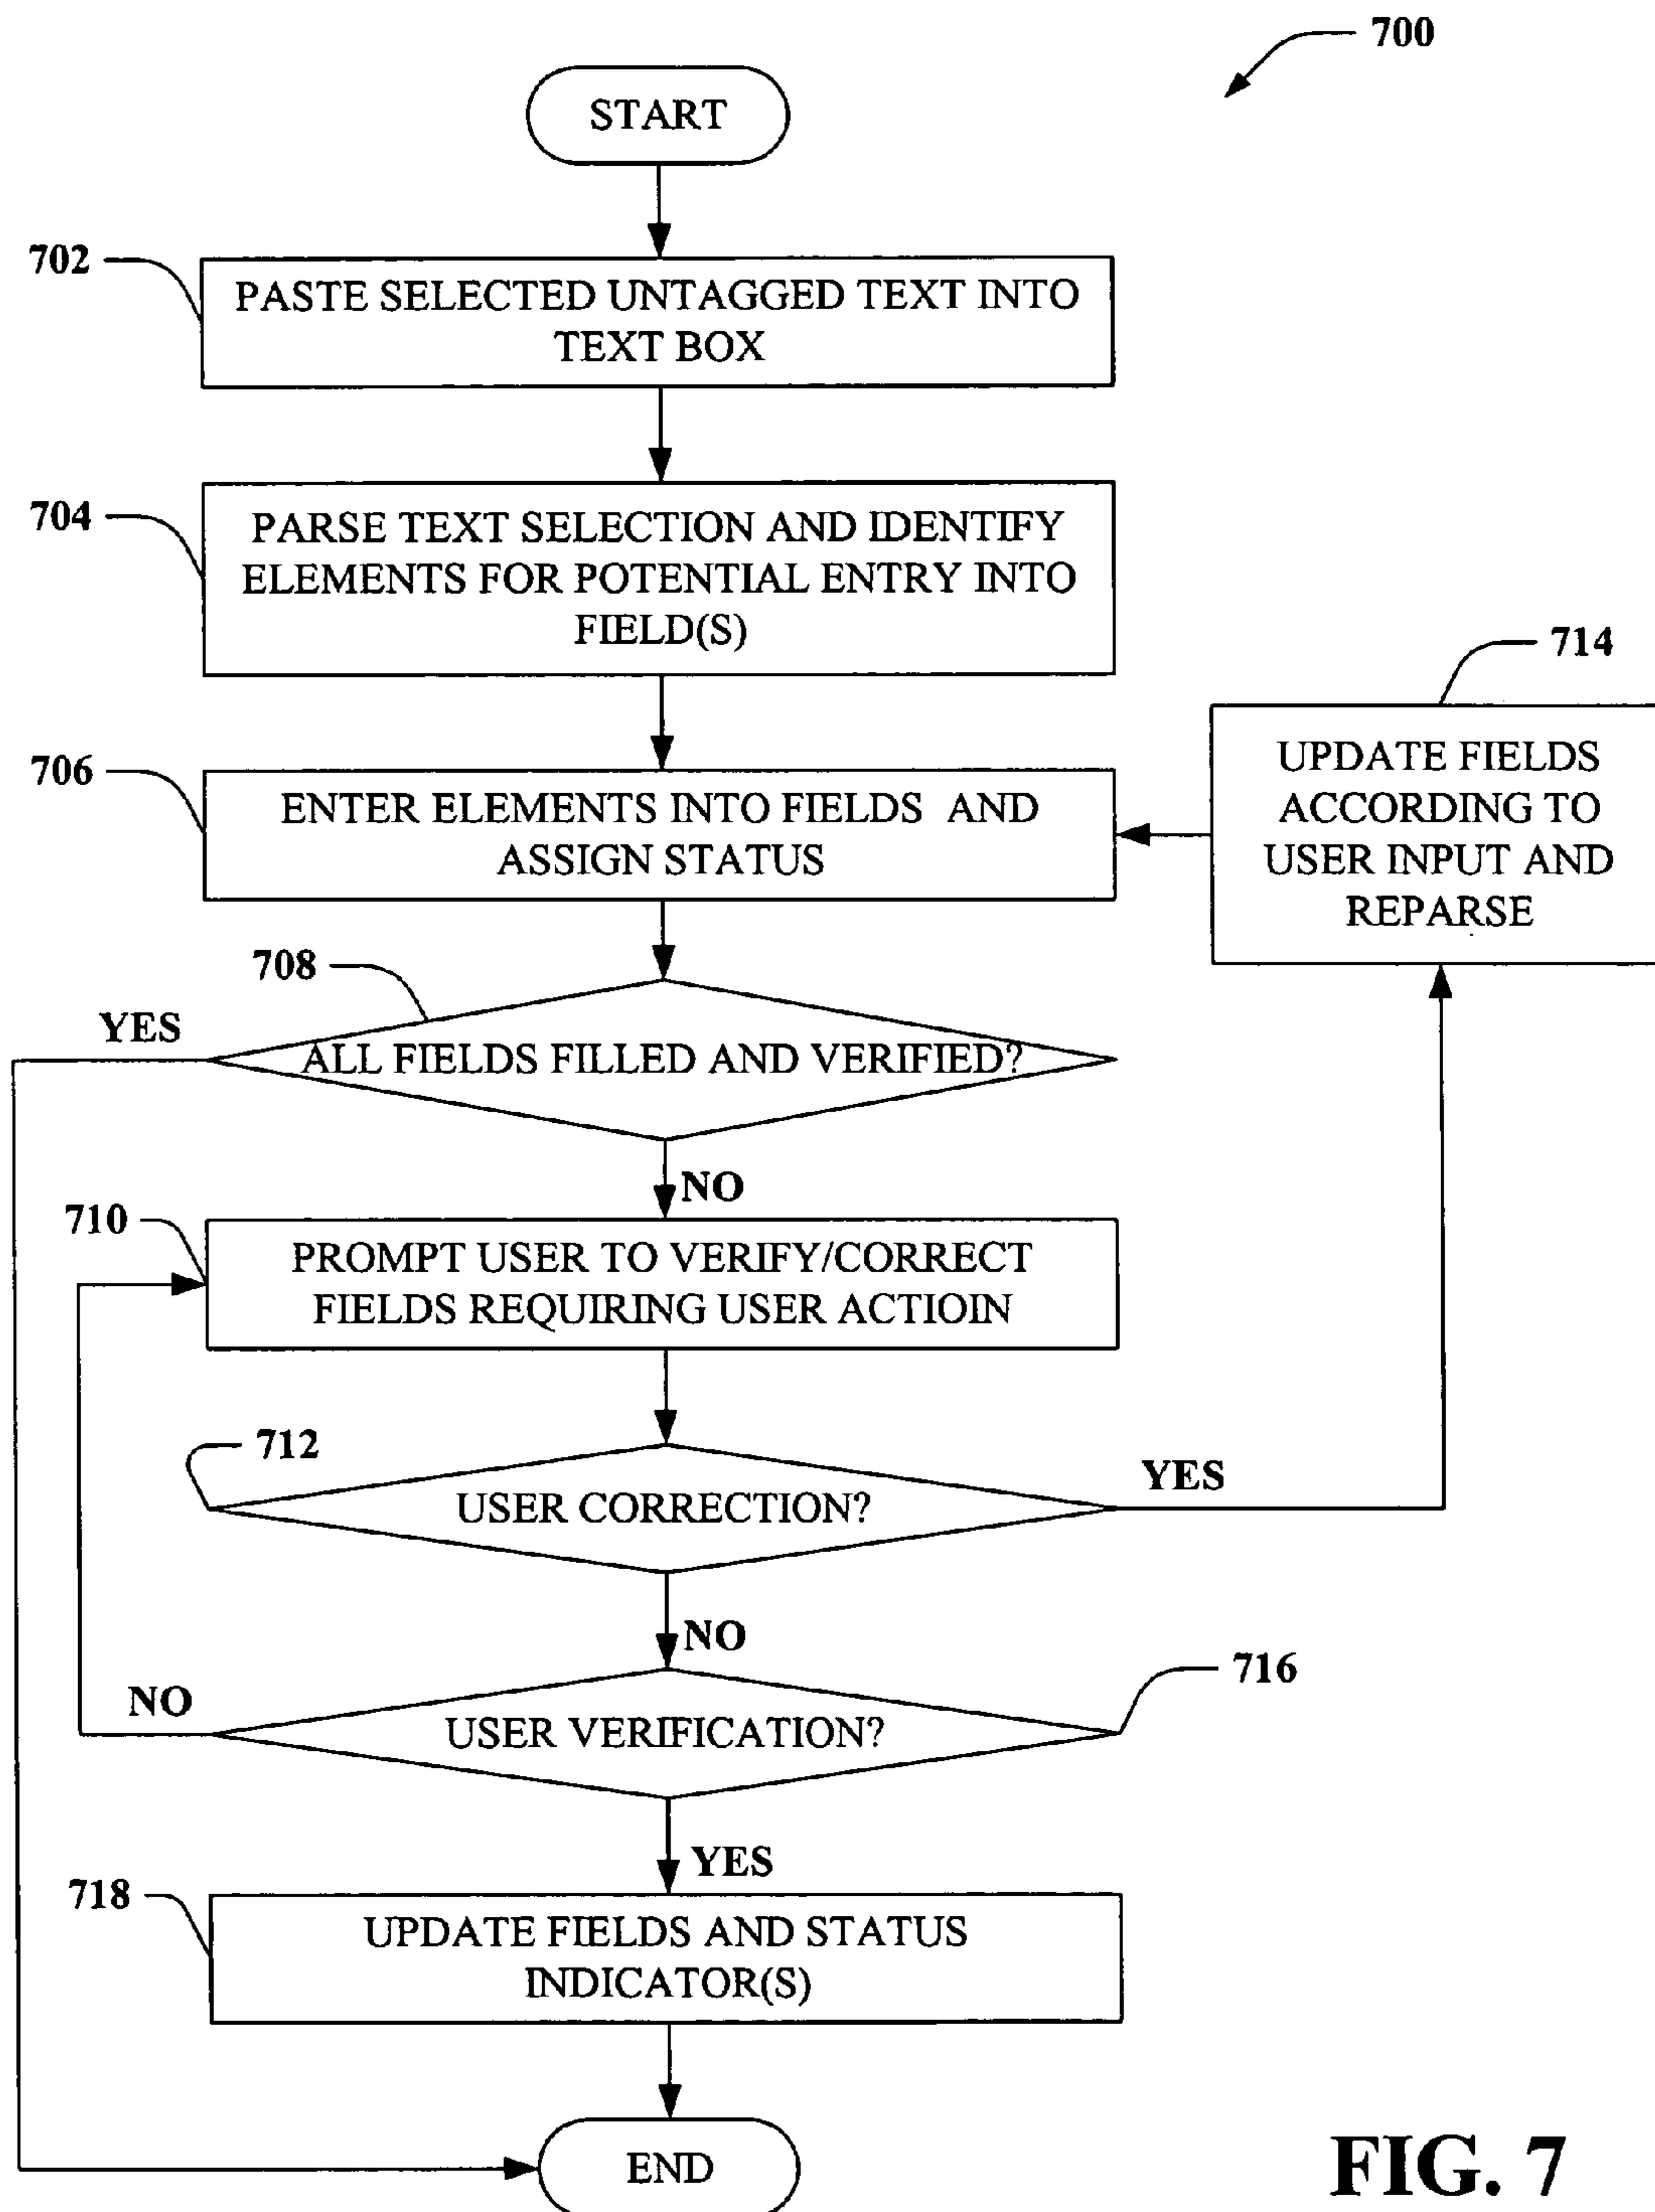 700
START
702
PASTE SELECTED UNTAGGED TEXT INTO
TEXT BOX
704
PARSE TEXT SELECTION AND IDENTIFY
ELEMENTS FOR POTENTIAL ENTRY INTO
FIELD(S)
714
UPDATE FIELDS
ACCORDING TO
USER INPUT AND
REPARSE
706
ENTER ELEMENTS INTO FIELDS AND
ASSIGN STATUS
708
YES
ALL FIELDS FILLED AND VERIFIED?
NO
710
PROMPT USER TO VERIFY/CORRECT
FIELDS REQUIRING USER ACTIOIN
712
YES
USER CORRECTION?
NO
716
NO
USER VERIFICATION?
YES
718
UPDATE FIELDS AND STATUS
INDICATOR(S)
END
FIG. 7